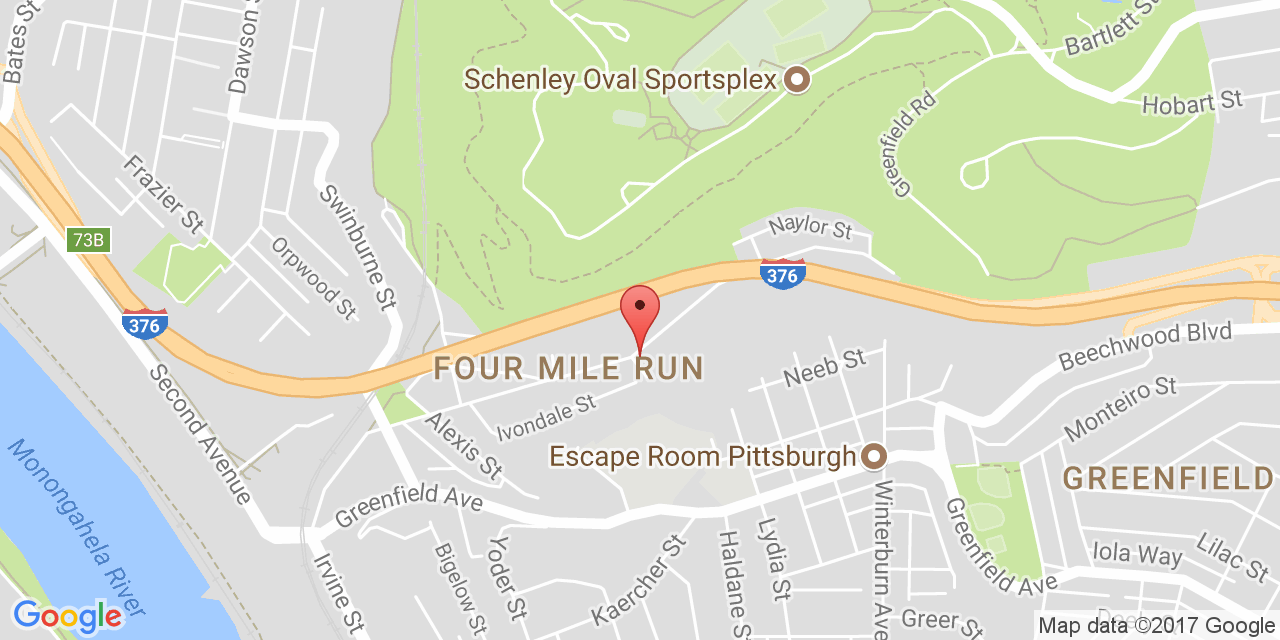 Bates St
Dawson S
Schenley Oval Sportsplex
Bartlett St
Hobart St
Greenfield Rd
Frazier St
Swinburne St
Naylor St
73B
Orpwood St
376
376
Beechwood Blvd
FOUR MILE RUN
Neeb St
Second Avenue
Ivondale St
Alexis St
Monteiro St
Escape Room Pittsburgh
GREENFIELD
Monongahela River
Greenfield Ave
Winterburn Ave
Greenfield Ave
Irvine St
Bigelow St
Yoder St
Kaercher St
Haldane S
Lydia St
Iola Way
Lilac St
Greer St
Google
Map data ©2017 Google